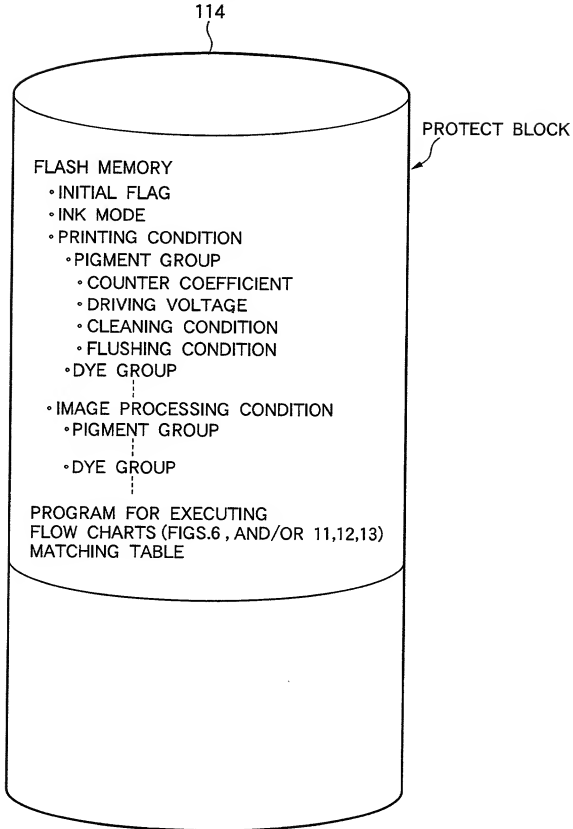 114
PROTECT BLOCK
FLASH MEMORY
∘INITIAL FLAG
∘INK MODE
∘PRINTING CONDITION
∘PIGMENT GROUP
∘COUNTER COEFFICIENT
∘DRIVING VOLTAGE
∘CLEANING CONDITION
∘FLUSHING CONDITION
∘DYE GROUP
∘IMAGE PROCESSING CONDITION
∘PIGMENT GROUP
∘DYE GROUP
PROGRAM FOR EXECUTING
FLOW CHARTS (FIGS.6, AND/OR 11,12,13)
MATCHING TABLE